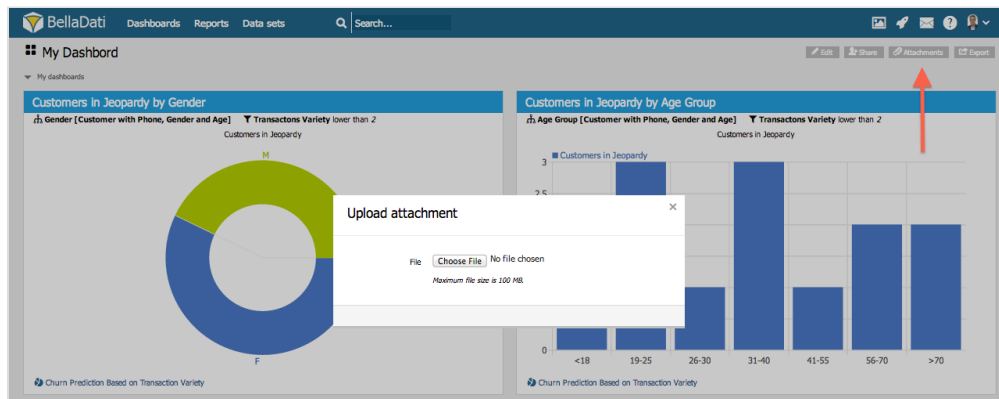 BellaDati Dashboards Reports Data sets Search...
My Dashbord Edit Share Attachments Export
My dashboards
Customers in Jeopardy by Gender
Gender [Customer with Phone, Gender and Age] Transactons Variety lower than 2
Customers in Jeopardy
M
F
Churn Prediction Based on Transaction Variety
Customers in Jeopardy by Age Group
Age Group [Customer with Phone, Gender and Age] Transactons Variety lower than 2
Customers in Jeopardy
Customers in Jeopardy
3
2.5
0
<18 19-25 26-30 31-40 41-55 56-70 >70
Churn Prediction Based on Transaction Variety
Upload attachment ×
File Choose File No file chosen
Maximum file size is 100 MB.